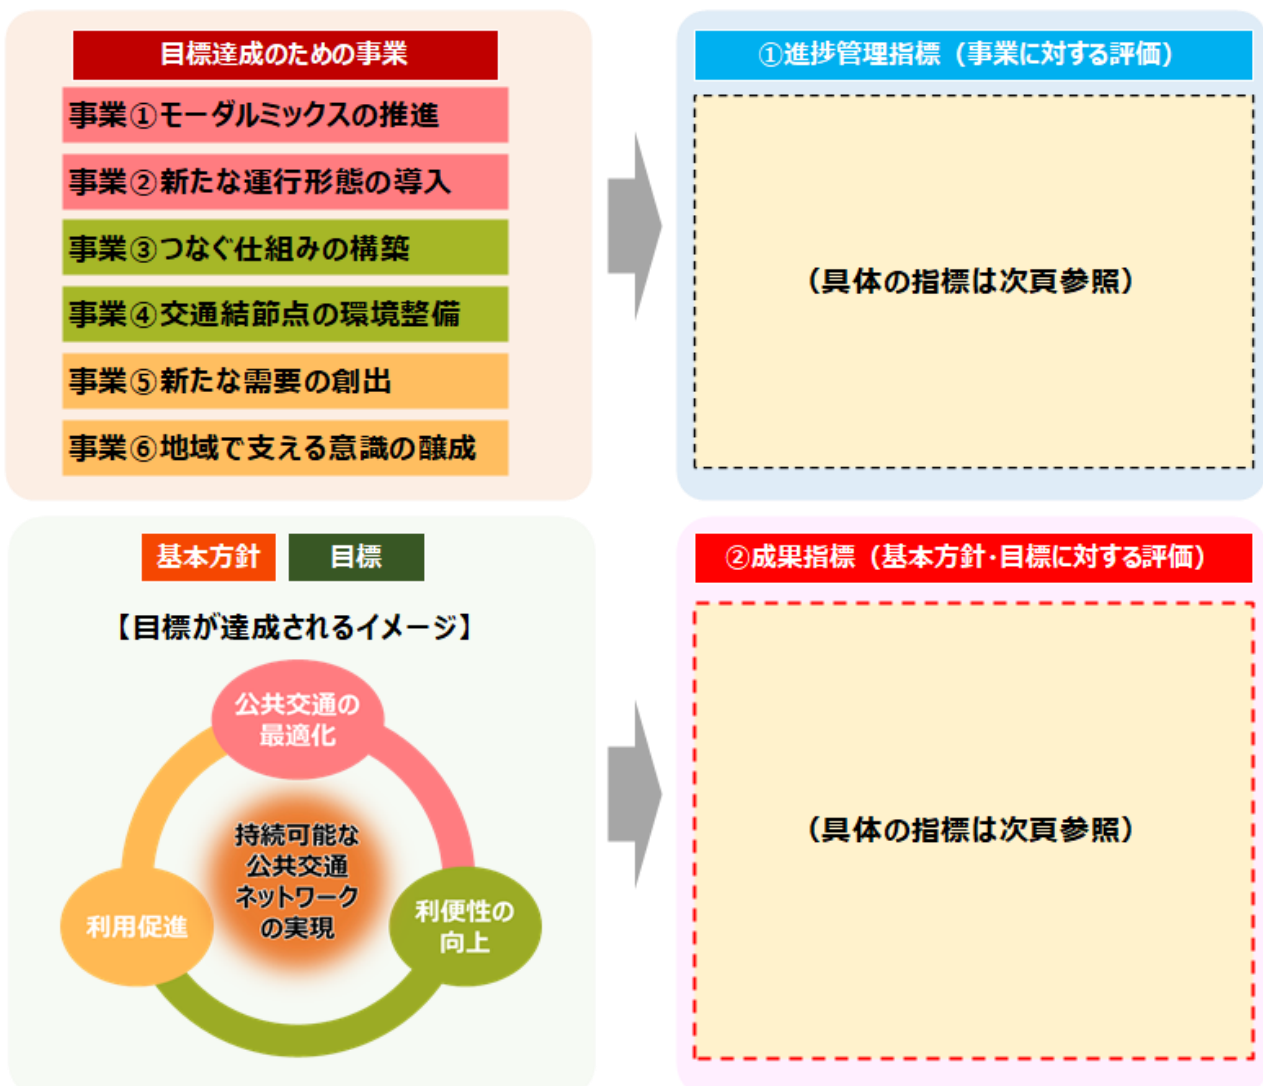 目標達成のための事業
事業①モーダルミックスの推進
事業②新たな運行形態の導入
事業③つなぐ仕組みの構築
事業④交通結節点の環境整備
事業⑤新たな需要の創出
事業⑥地域で支える意識の醸成
①進捗管理指標（事業に対する評価）
（具体の指標は次頁参照）
基本方針
目標
【目標が達成されるイメージ】
公共交通の
最適化
持続可能な
公共交通
ネットワーク
の実現
利用促進
利便性の
向上
②成果指標（基本方針・目標に対する評価）
（具体の指標は次頁参照）